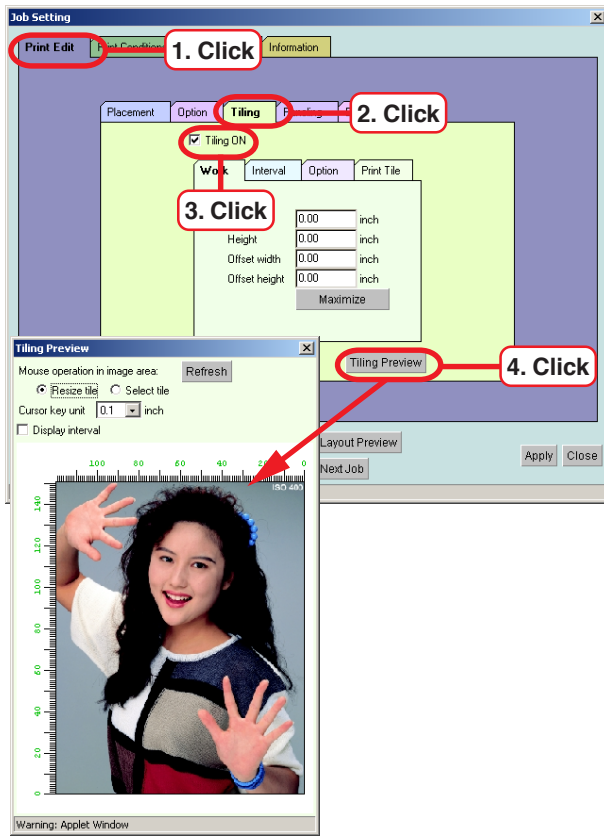 Job Setting
Print Edit
Information
1. Click
Placement
Option
Tiling
2. Click
Tiling ON
Work
Interval
Option
Print Tile
3. Click
0.00 inch
Height 0.00 inch
Offset width 0.00 inch
Offset height 0.00 inch
Maximize
Tiling Preview
4. Click
Layout Preview
Next Job
Apply
Close
Tiling Preview
Mouse operation in image area:
Refresh
Resize tile
Select tile
Cursor key unit 0.1 inch
Display interval
100 80 60 40 20 0
ISO 400
140
120
100
80
60
40
20
0
Warning: Applet Window